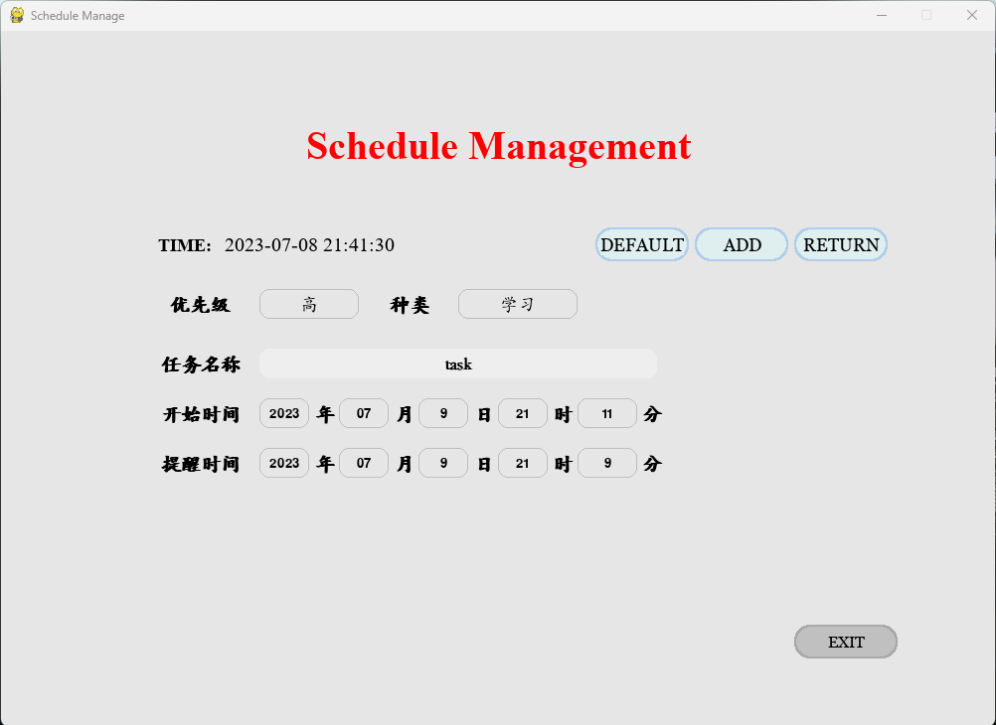 Schedule Manage
Schedule Management
TIME: 2023-07-08 21:41:30 DEFAULT ADD RETURN
优先级 高 种类 学习
任务名称 task
开始时间 2023 年 07 月 9 日 21 时 11 分
提醒时间 2023 年 07 月 9 日 21 时 9 分
EXIT